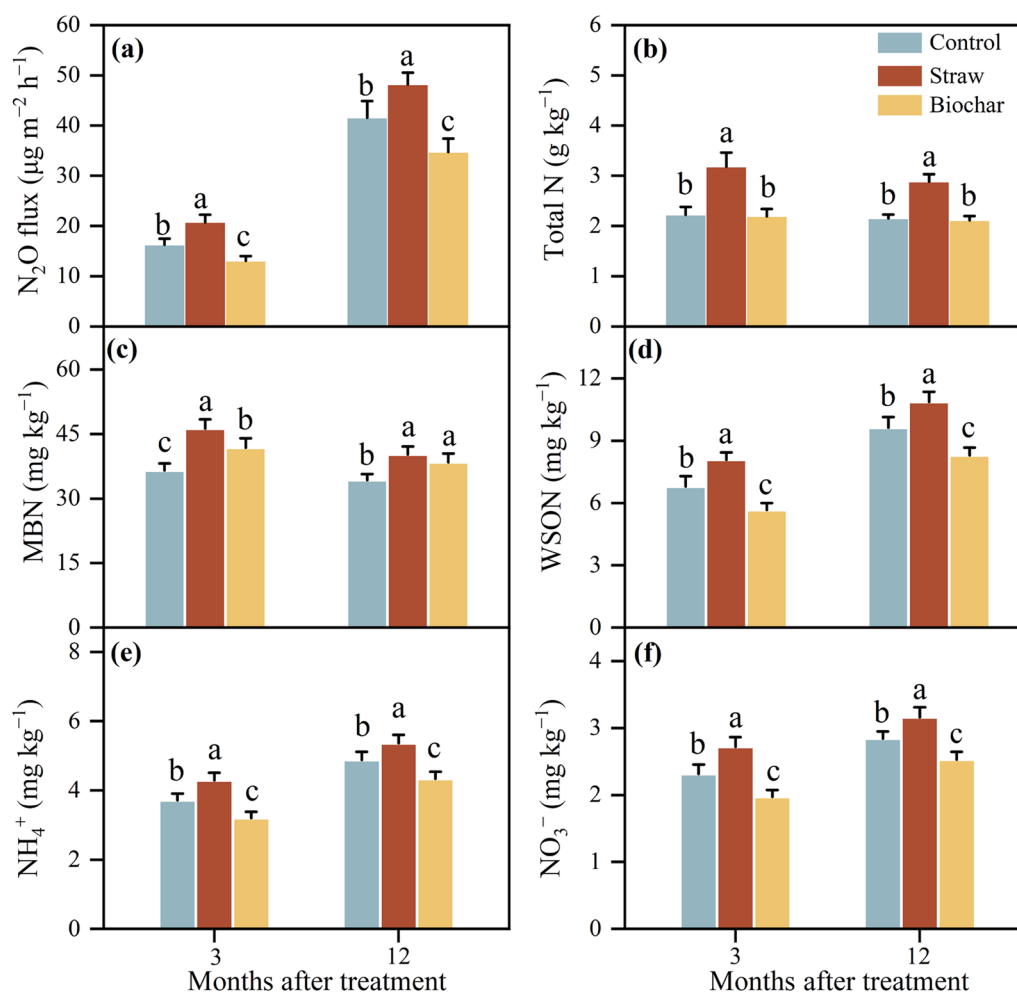 (a)
N₂O flux (µg m⁻² h⁻¹)
60
50
40
30
20
10
0
b
a
c
b
a
c
(b)
Total N (g kg⁻¹)
6
5
4
3
2
1
0
Control
Straw
Biochar
b
a
b
b
a
b
(c)
MBN (mg kg⁻¹)
60
45
30
15
0
c
a
b
b
a
a
(d)
WSON (mg kg⁻¹)
12
9
6
3
0
b
a
c
b
a
c
(e)
NH₄⁺ (mg kg⁻¹)
8
6
4
2
0
b
a
c
b
a
c
3
12
Months after treatment
(f)
NO₃⁻ (mg kg⁻¹)
4
3
2
1
0
b
a
c
b
a
c
3
12
Months after treatment